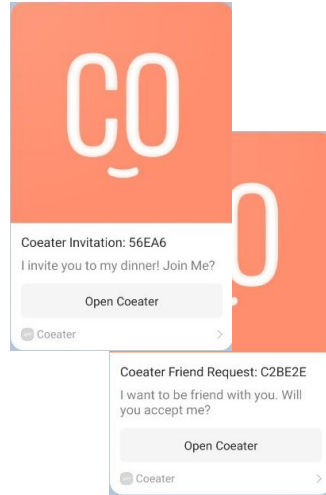 CO
Coeater Invitation: 56EA6
I invite you to my dinner! Join Me?
Open Coeater
Coeater
Coeater Friend Request: C2BE2E
I want to be friend with you. Will
you accept me?
Open Coeater
Coeater